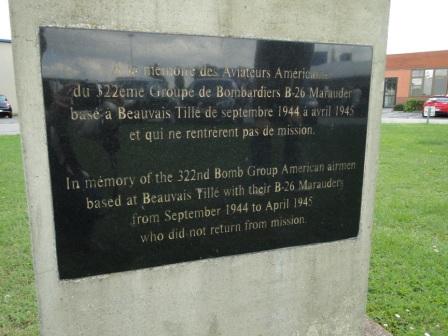 A la mémoire des Aviateurs Américains
du 322ème Groupe de Bombardiers B-26 Marauder
basé à Beauvais Tillé de septembre 1944 à avril 1945
et qui ne rentrèrent pas de mission.
In memory of the 322nd Bomb Group American airmen
based at Beauvais Tillé with their B-26 Marauders
from September 1944 to April 1945
who did not return from mission.